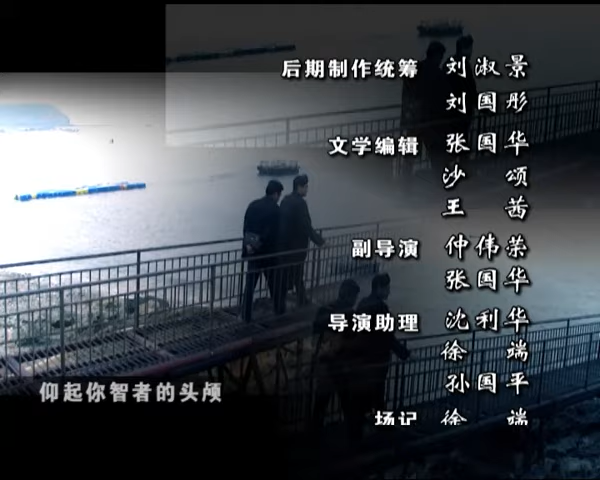 后期制作统筹 刘淑景
刘国彤
文学编辑 张国华
沙颂
王茜
副导演 仲伟荣
张国华
导演助理 沈利华
徐端
孙国平
仰起你智者的头颅
场记 徐端